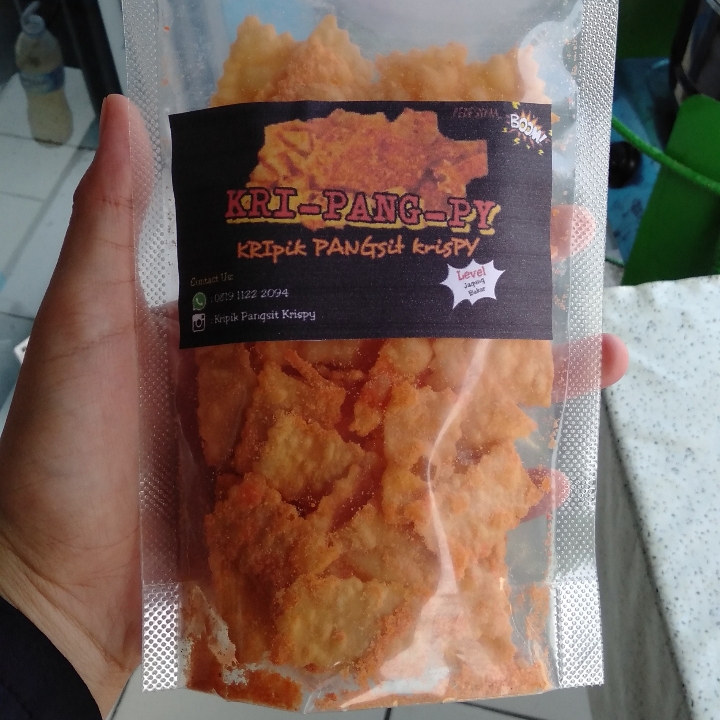 BOOM!
KRI-PANG-PY
KRIpik PANGsit krisPY
Level
Jagung
Bakar
Contact Us:
: 0819 1122 2094
: Kripik Pangsit Krispy